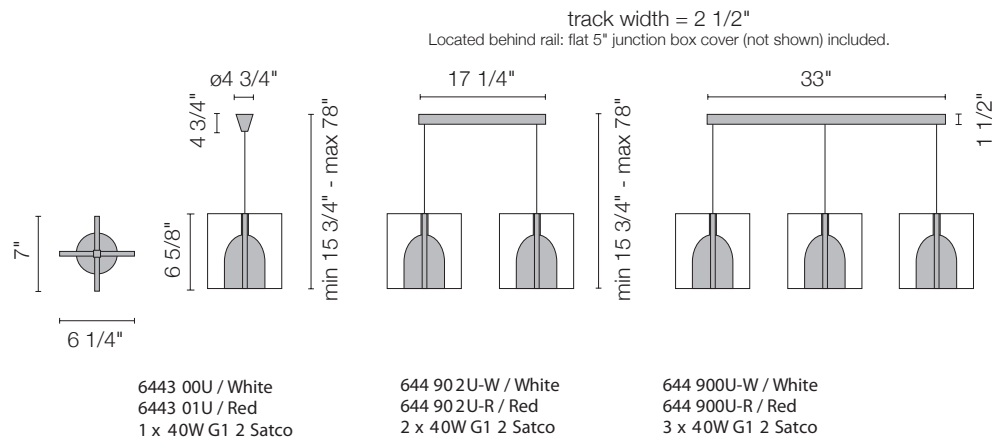 track width = 2 1/2"
Located behind rail: flat 5" junction box cover (not shown) included.
ø4 3/4"
17 1/4"
33"
4 3/4"
min 15 3/4" - max 78"
min 15 3/4" - max 78"
1 1/2"
7"
6 5/8"
6 1/4"
6443 00U / White
6443 01U / Red
1 x 40W G1 2 Satco
644 90 2U-W / White
644 90 2U-R / Red
2 x 40W G1 2 Satco
644 900U-W / White
644 900U-R / Red
3 x 40W G1 2 Satco